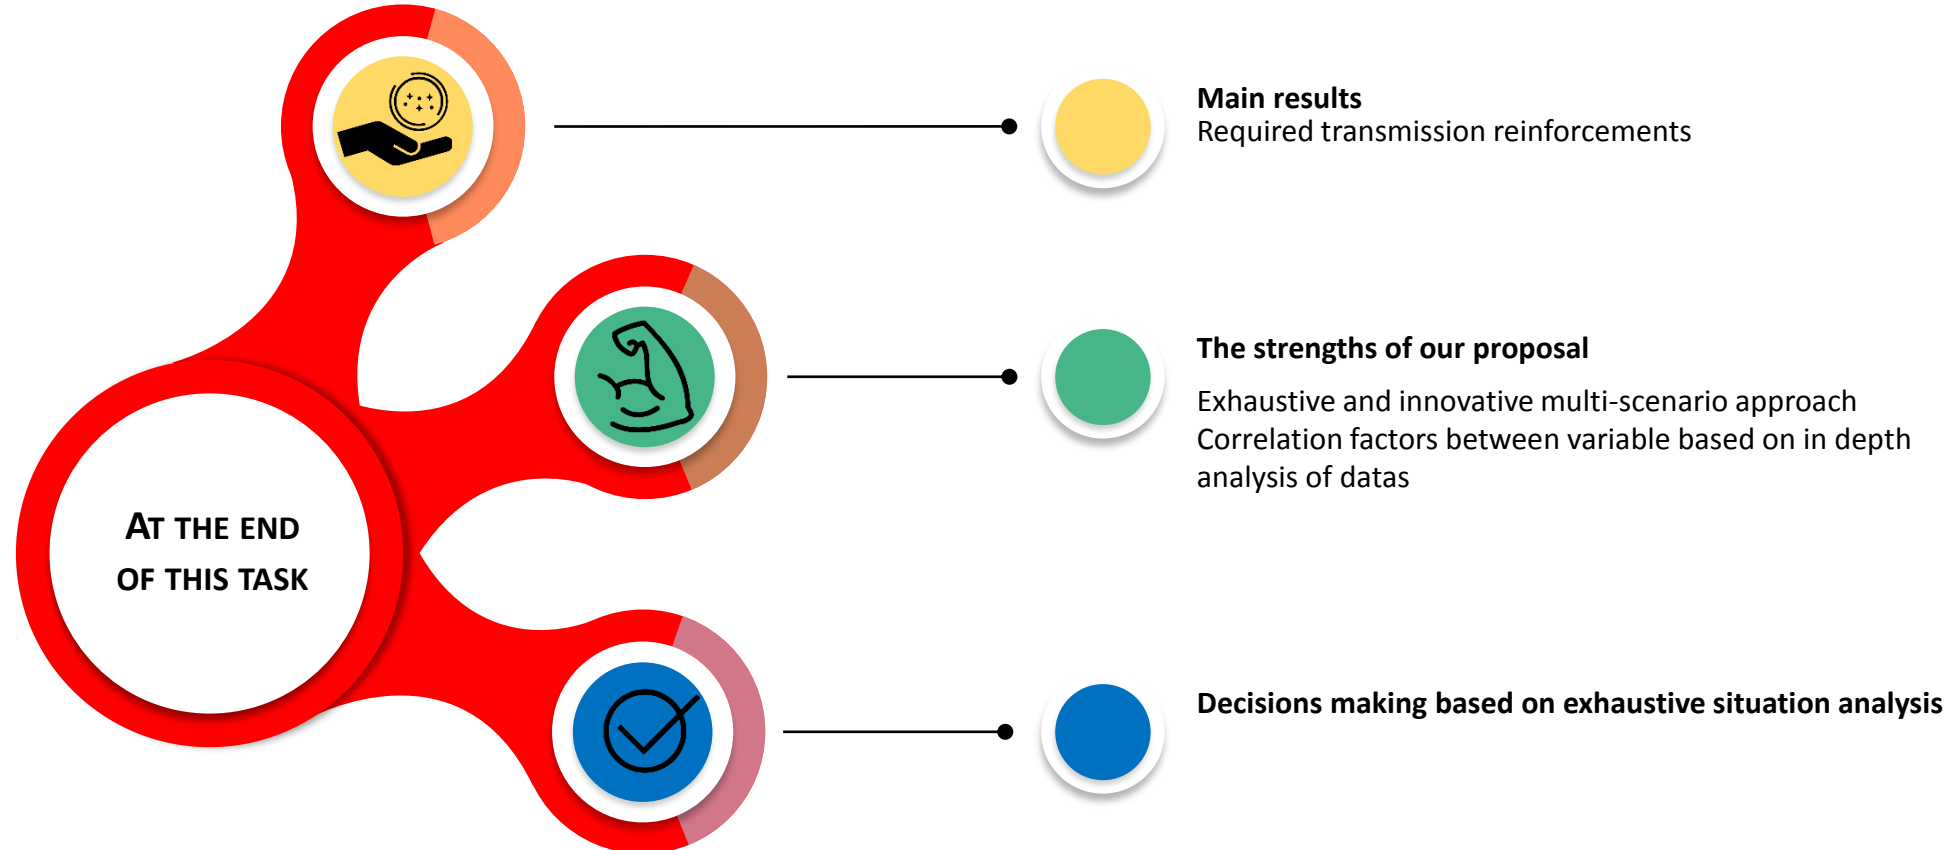 Main results
Required transmission reinforcements
The strengths of our proposal
Exhaustive and innovative multi-scenario approach
Correlation factors between variable based on in depth
analysis of datas
AT THE END
OF THIS TASK
Decisions making based on exhaustive situation analysis